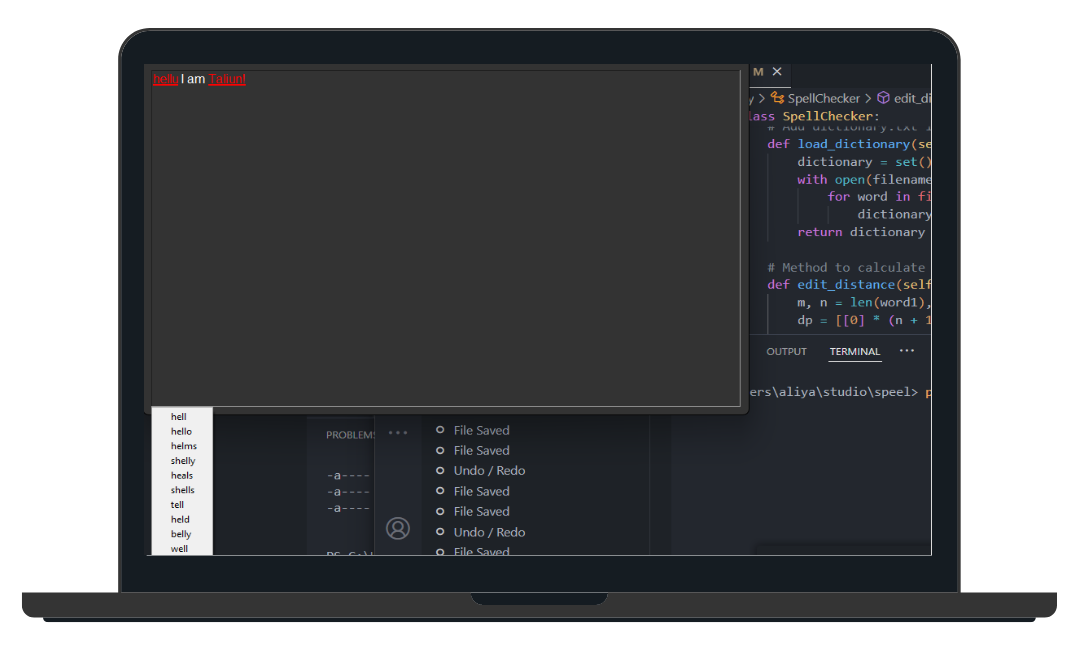 helly I am Taliun!
M
SpellChecker > edit_di
class SpellChecker:
# Add dictionary.txt
def load_dictionary(se
dictionary = set()
with open(filename
for word in fi
dictionary
return dictionary
# Method to calculate
def edit_distance(self
m, n = len(word1),
dp = [[0] * (n + 1
OUTPUT TERMINAL ...
ers\aliya\studio\speel> p
hell
hello
helms
shelly
heals
shells
tell
held
belly
well
PROBLEMS
-a----
-a----
-a----
File Saved
File Saved
Undo / Redo
File Saved
File Saved
Undo / Redo
File Saved